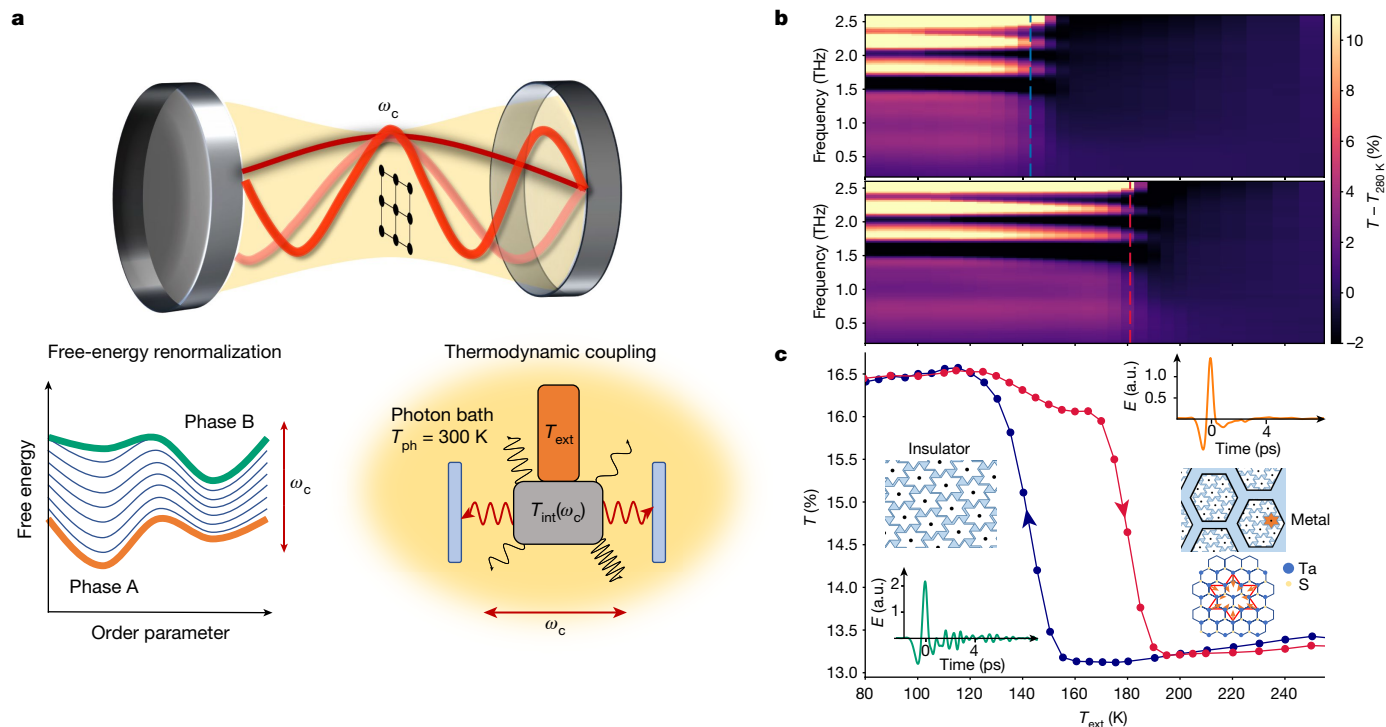 a
ω_c
Free-energy renormalization
Free energy
Phase B
ω_c
Phase A
Order parameter
Thermodynamic coupling
Photon bath
T_ph = 300 K
T_ext
T_int(ω_c)
ω_c
b
Frequency (THz)
2.5
2.0
1.5
1.0
0.5
Frequency (THz)
2.5
2.0
1.5
1.0
0.5
10
8
6
4
2
0
−2
T – T_280 K (%)
c
T (%)
16.5
16.0
15.5
15.0
14.5
14.0
13.5
13.0
E (a.u.)
1.5
1.0
0.5
0
4
Time (ps)
Insulator
Metal
Ta
S
E (a.u.)
2
1
0
4
Time (ps)
80
100
120
140
160
180
200
220
240
T_ext (K)